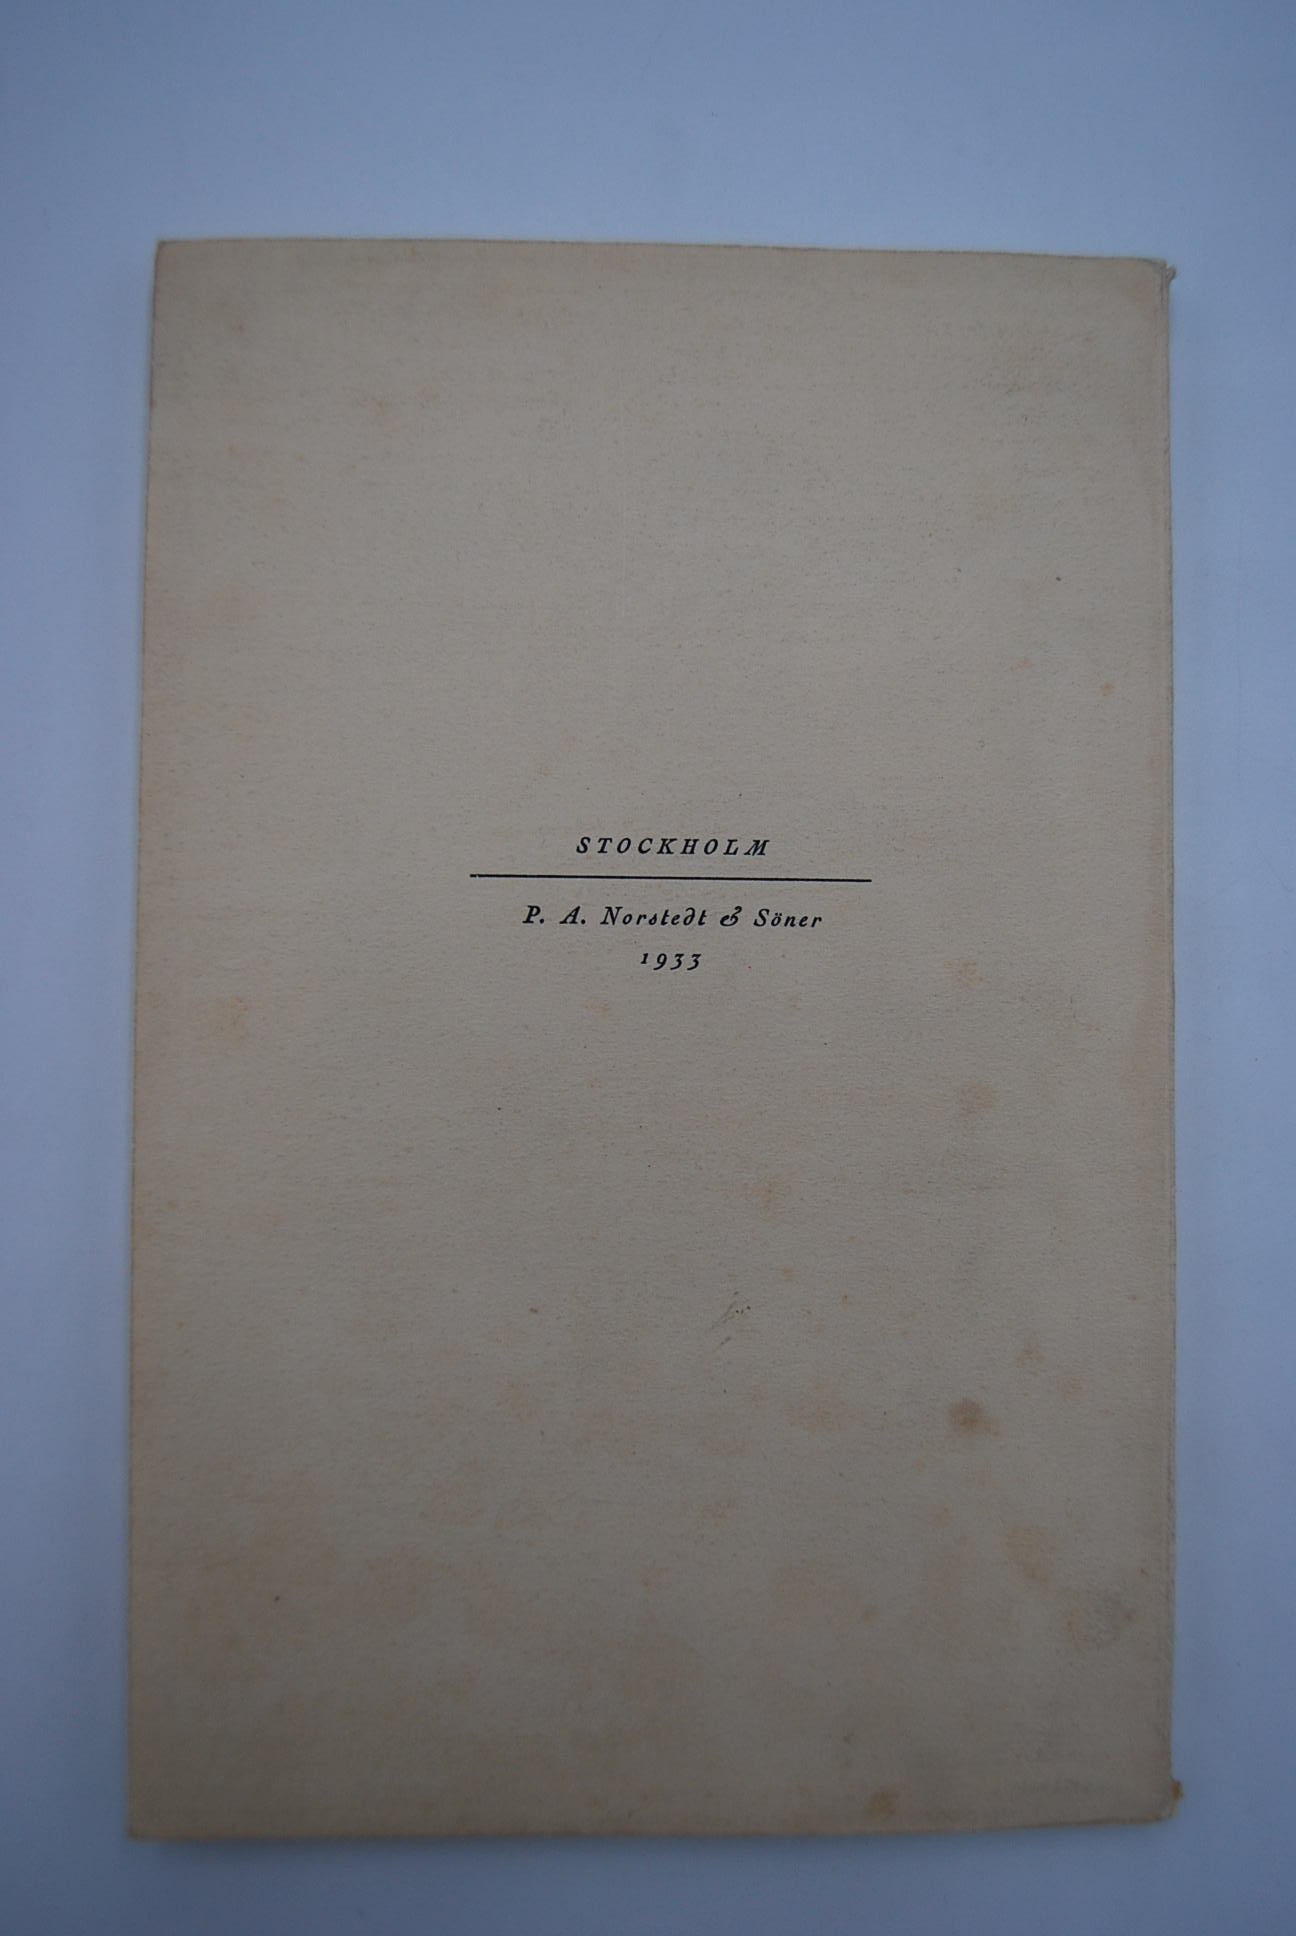 STOCKHOLM
P. A. Norstedt & Söner
1933